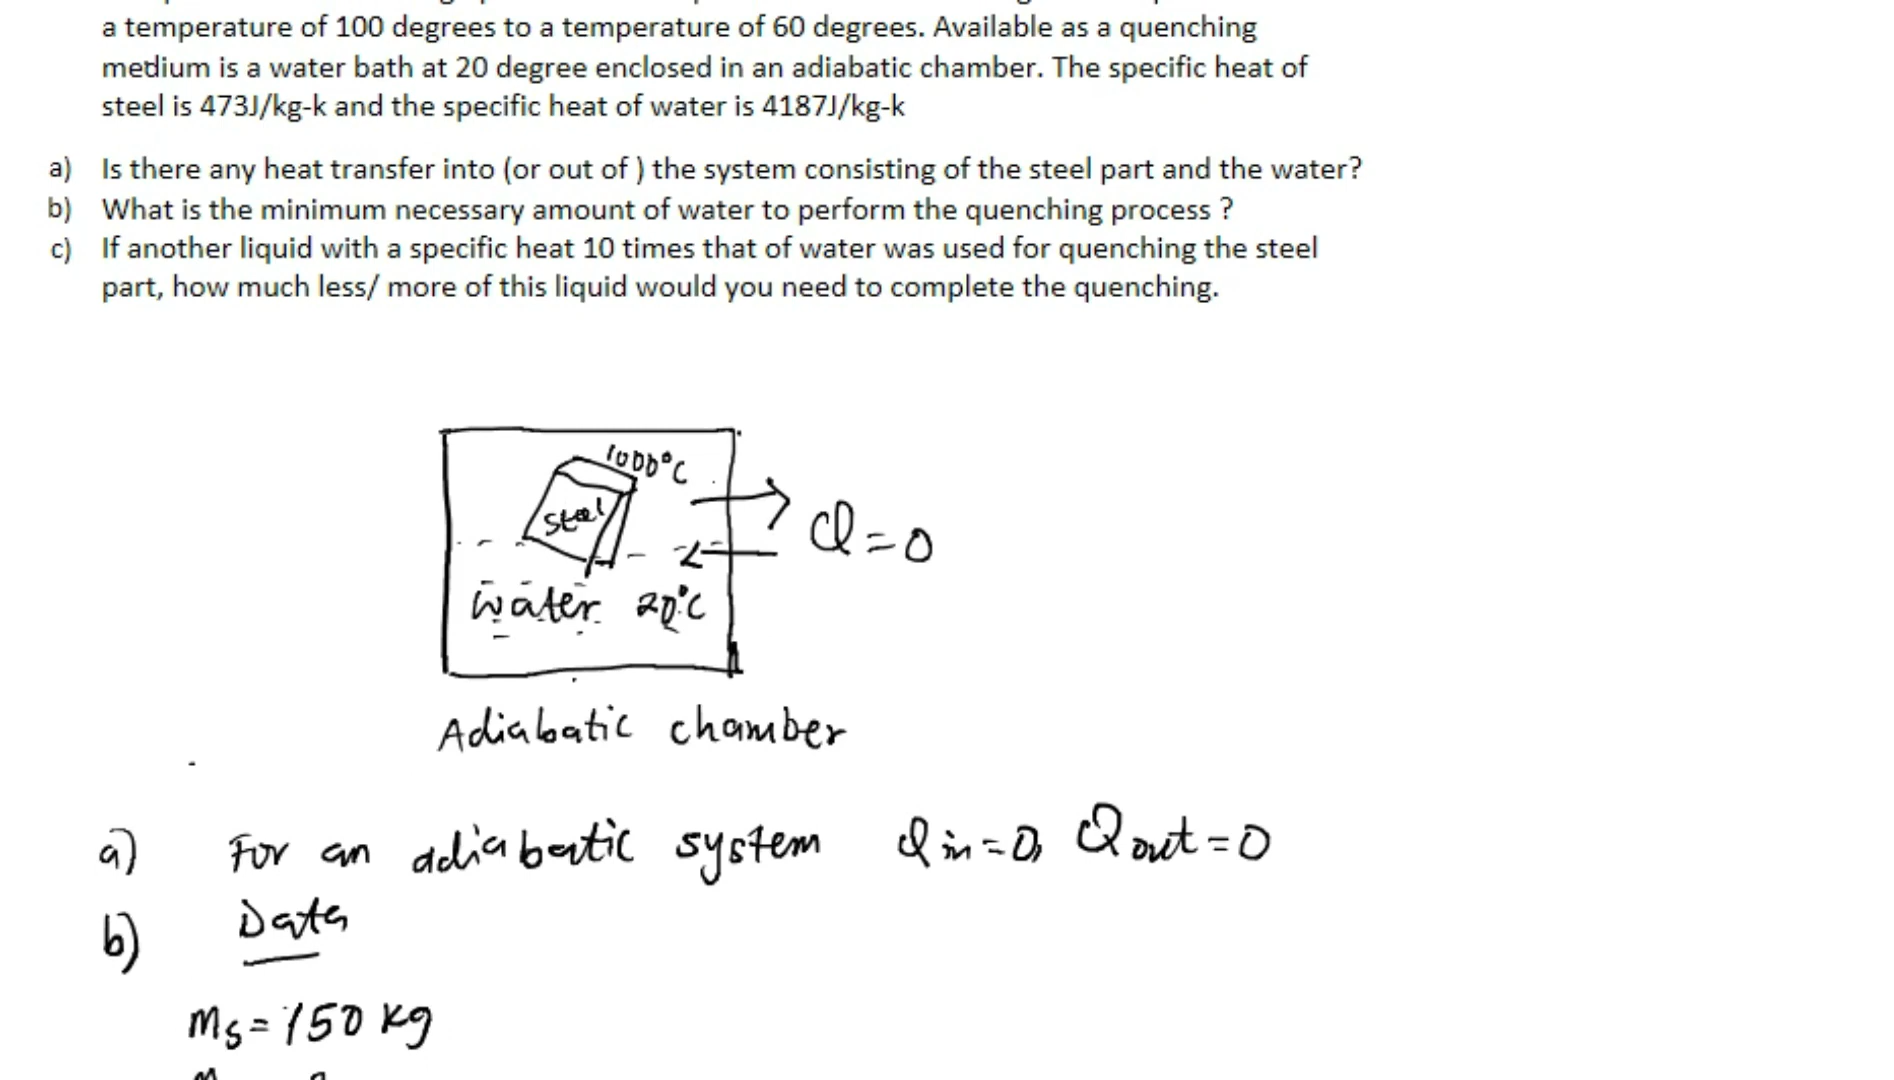 a temperature of 100 degrees to a temperature of 60 degrees. Available as a quenching
medium is a water bath at 20 degree enclosed in an adiabatic chamber. The specific heat of
steel is 473J/kg-k and the specific heat of water is 4187J/kg-k
a) Is there any heat transfer into (or out of ) the system consisting of the steel part and the water?
b) What is the minimum necessary amount of water to perform the quenching process ?
c) If another liquid with a specific heat 10 times that of water was used for quenching the steel
part, how much less/ more of this liquid would you need to complete the quenching.
1000°C
steel
Q=0
water 20°C
Adiabatic chamber
a) For an adiabatic system Qin=0, Qout=0
b) Data
Ms=150 kg